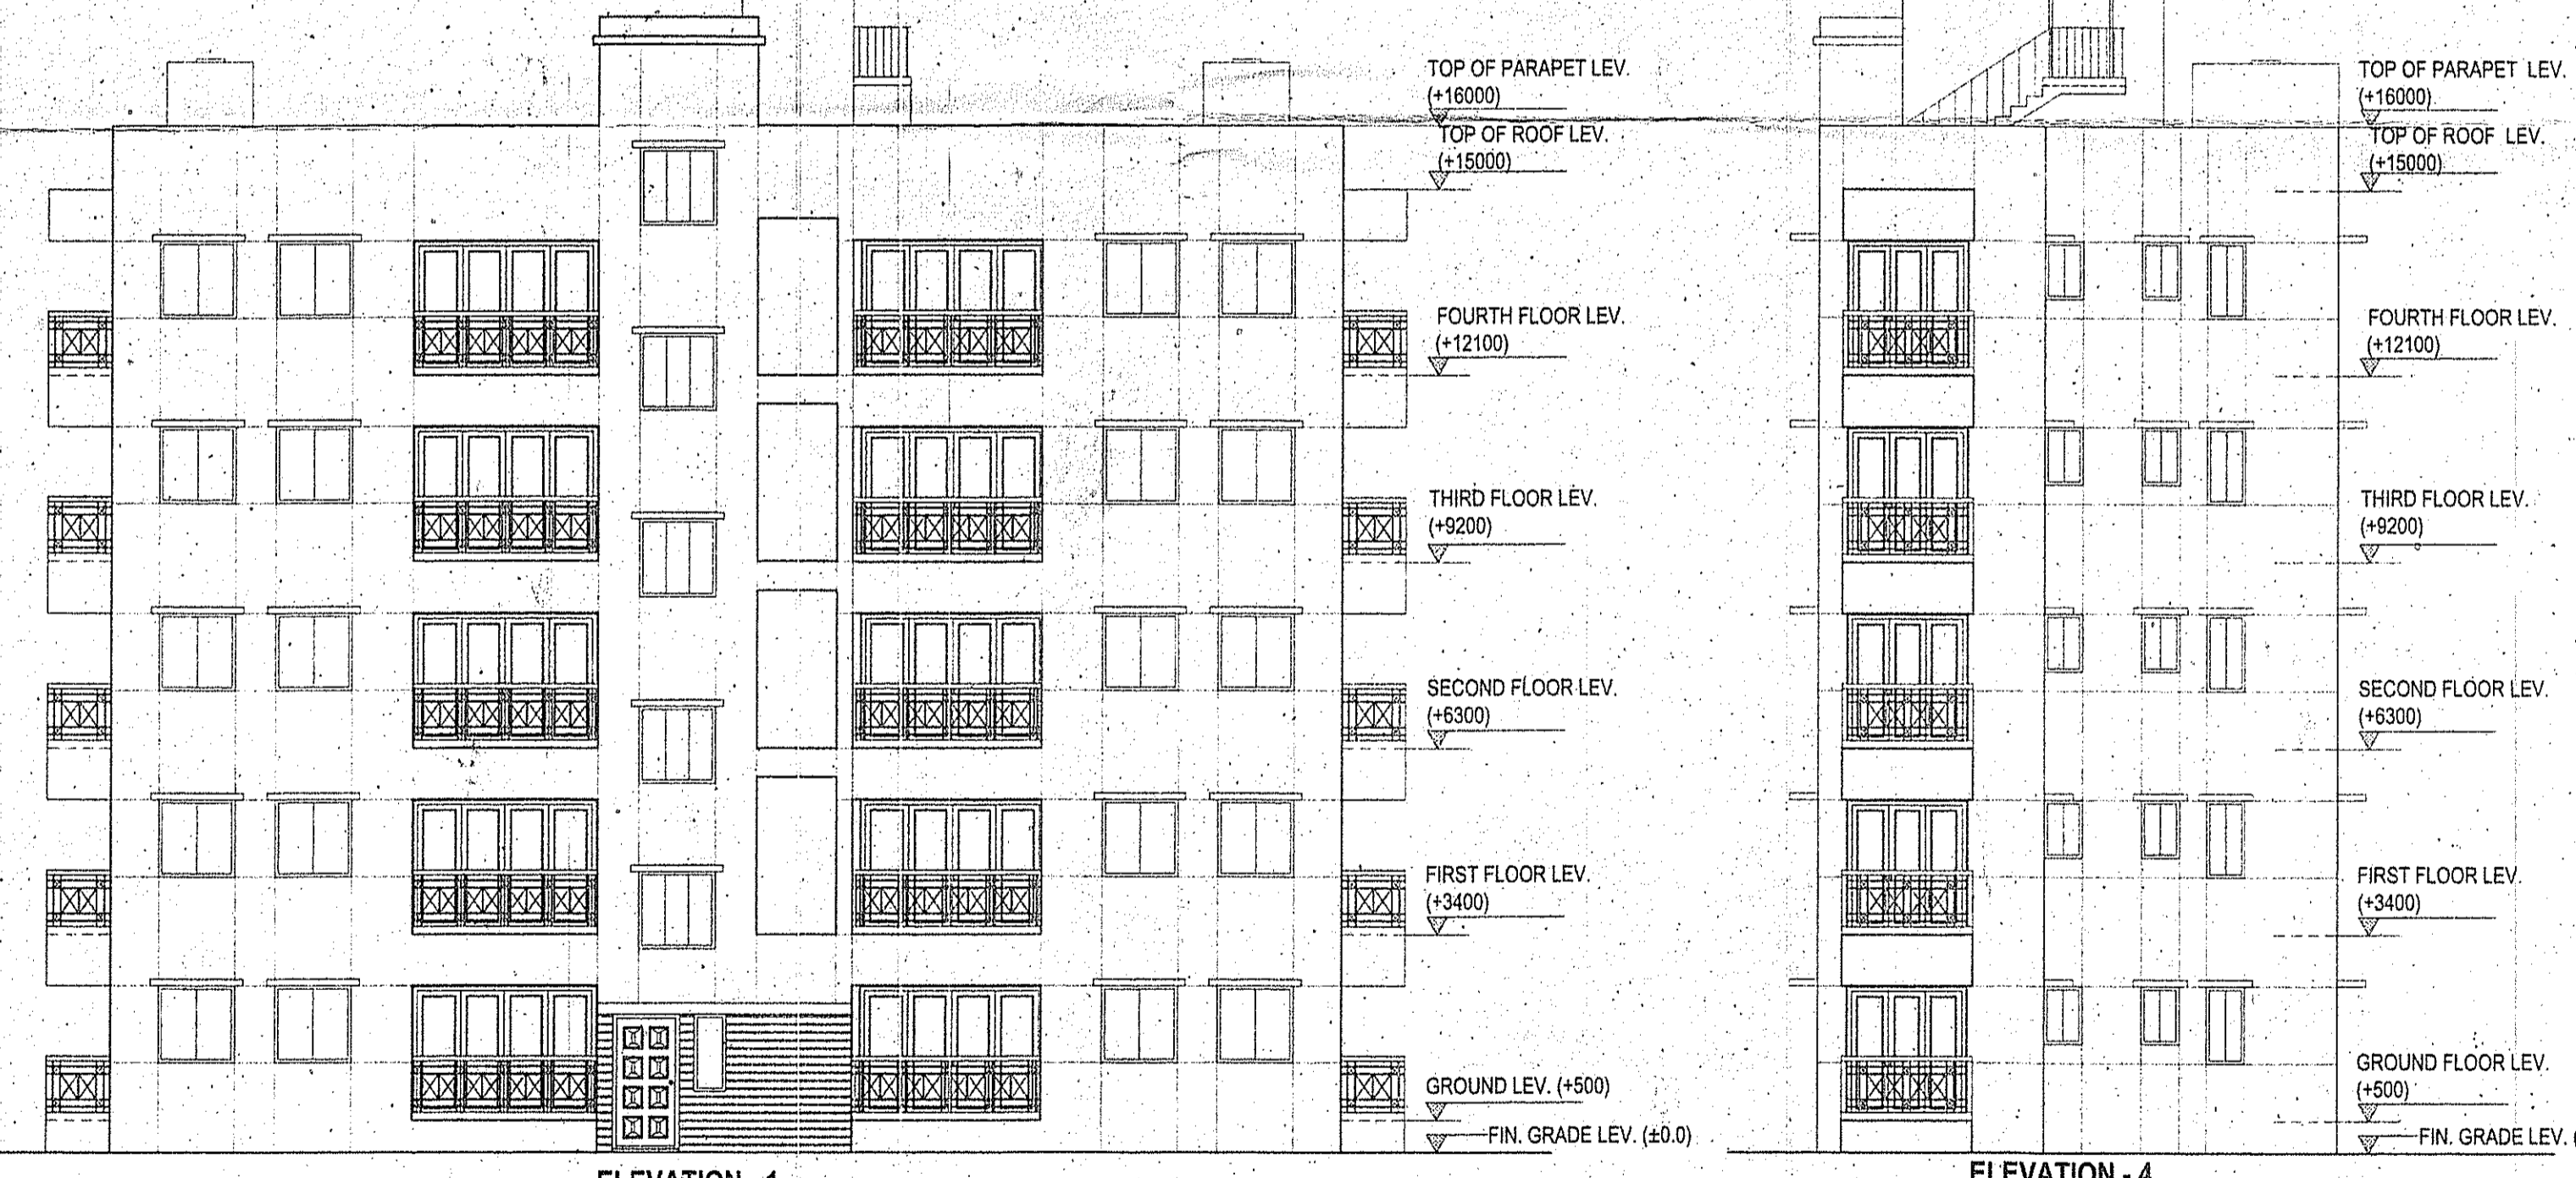 TOP OF PARAPET LEV.
(+16000)
TOP OF ROOF LEV.
(+15000)
FOURTH FLOOR LEV.
(+12100)
THIRD FLOOR LEV.
(+9200)
SECOND FLOOR LEV.
(+6300)
FIRST FLOOR LEV.
(+3400)
GROUND LEV. (+500)
FIN. GRADE LEV. (±0.0)
ELEVATION - 1
TOP OF PARAPET LEV.
(+16000)
TOP OF ROOF LEV.
(+15000)
FOURTH FLOOR LEV.
(+12100)
THIRD FLOOR LEV.
(+9200)
SECOND FLOOR LEV.
(+6300)
FIRST FLOOR LEV.
(+3400)
GROUND FLOOR LEV.
(+500)
FIN. GRADE LEV. (
ELEVATION - 4